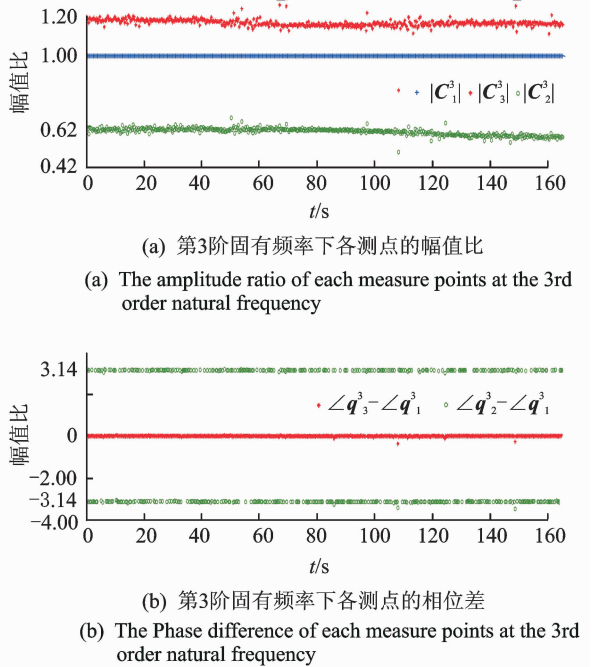 1.20
1.00
0.62
0.42
幅值比
|C³₁| |C³₃| |C³₂|
0 20 40 60 80 100 120 140 160
t/s
(a) 第3阶固有频率下各测点的幅值比
(a) The amplitude ratio of each measure points at the 3rd
order natural frequency
3.14
0
−2.00
−3.14
−4.00
幅值比
∠q³₃−∠q³₁ ∠q³₂−∠q³₁
0 20 40 60 80 100 120 140 160
t/s
(b) 第3阶固有频率下各测点的相位差
(b) The Phase difference of each measure points at the 3rd
order natural frequency